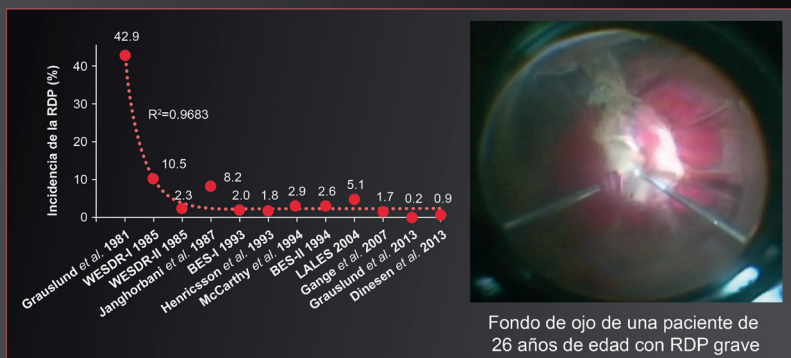 Incidencia de la RDP (%)
40
30
20
10
0
42.9
R²=0.9683
10.5
2.3
8.2
2.0
1.8
2.9
2.6
5.1
1.7
0.2
0.9
Grauslund et al. 1981
WESDR-I 1985
WESDR-II 1985
Janghorbani et al. 1987
BES-I 1993
Henricsson et al. 1993
McCarthy et al. 1994
BES-II 1994
LALES 2004
Gange et al. 2007
Grauslund et al. 2013
Dinesen et al. 2013
Fondo de ojo de una paciente de
26 años de edad con RDP grave